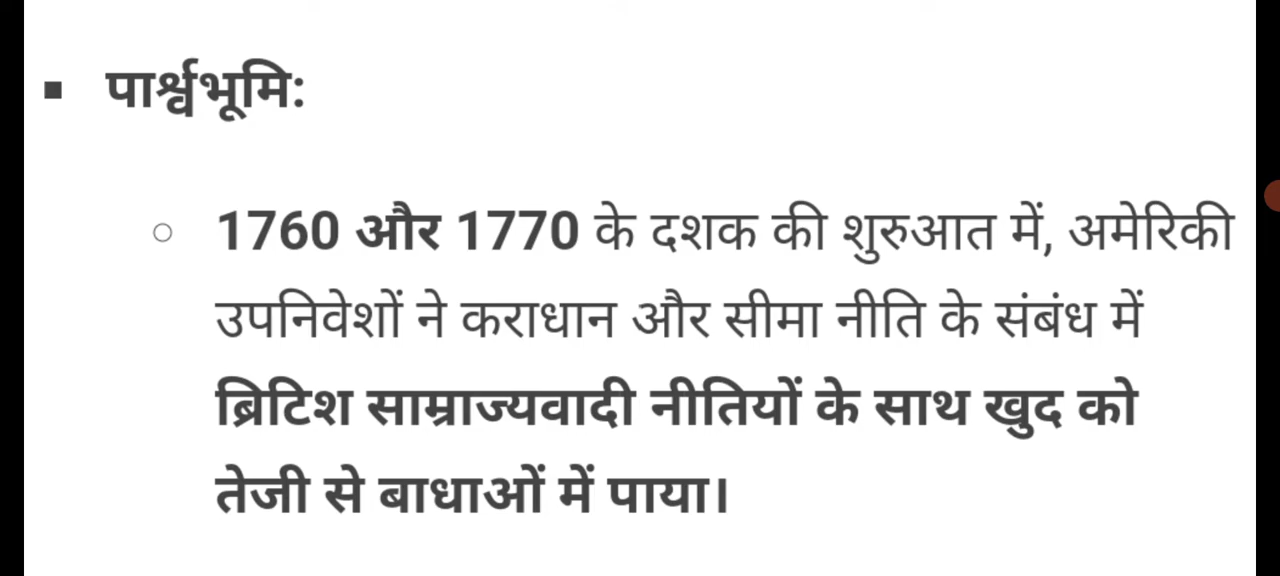 ▪ पार्श्वभूमि:
○ 1760 और 1770 के दशक की शुरुआत में, अमेरिकी
उपनिवेशों ने कराधान और सीमा नीति के संबंध में
ब्रिटिश साम्राज्यवादी नीतियों के साथ खुद को
तेजी से बाधाओं में पाया।